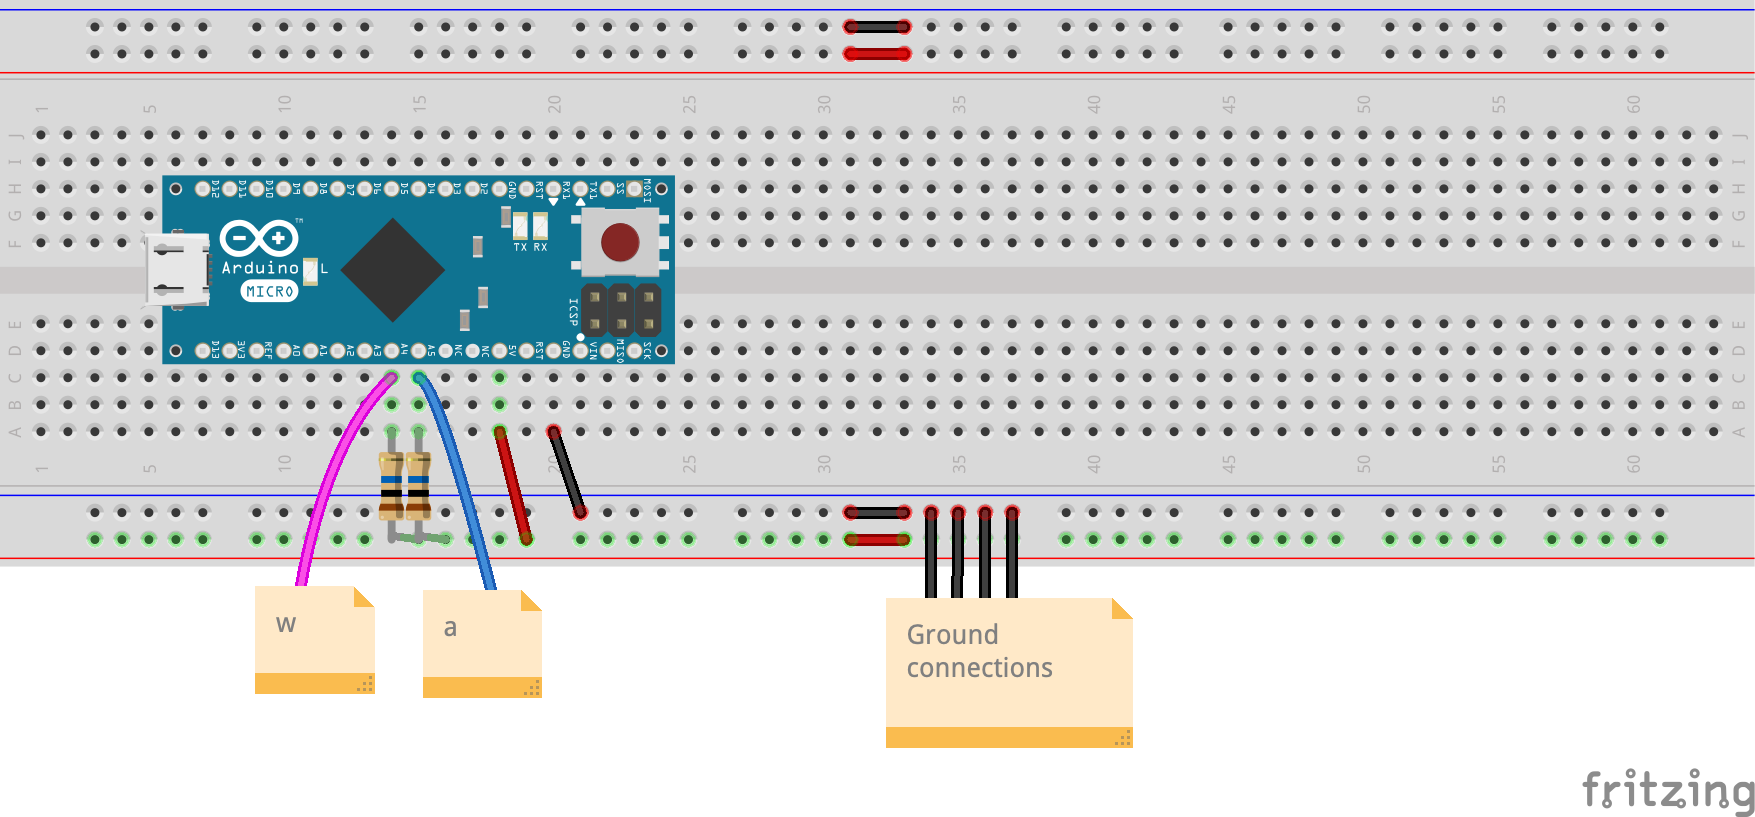 1 5 10 15 20 25 30 35 40 45 50 55 60
J J
I I
H H
G G
F F
D12 D11 D10 D9 D8 D7 D6 D5 D4 D3 D2 GND RST RX1 TX1 SS MOSI
TX RX
Arduino L
™
MICRO
ICSP
D13 3V3 REF A0 A1 A2 A3 A4 A5 NC NC 5V RST GND VIN MISO SCK
E E
D D
C C
B B
A A
1 5 10 20 25 30 35 40 45 50 55 60
w
a
Ground
connections
fritzing